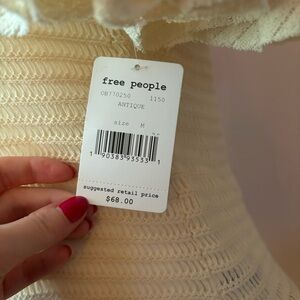 free people
OB770250 1150
ANTIQUE
size M
1 90383 93533 1
suggested retail price
$68.00